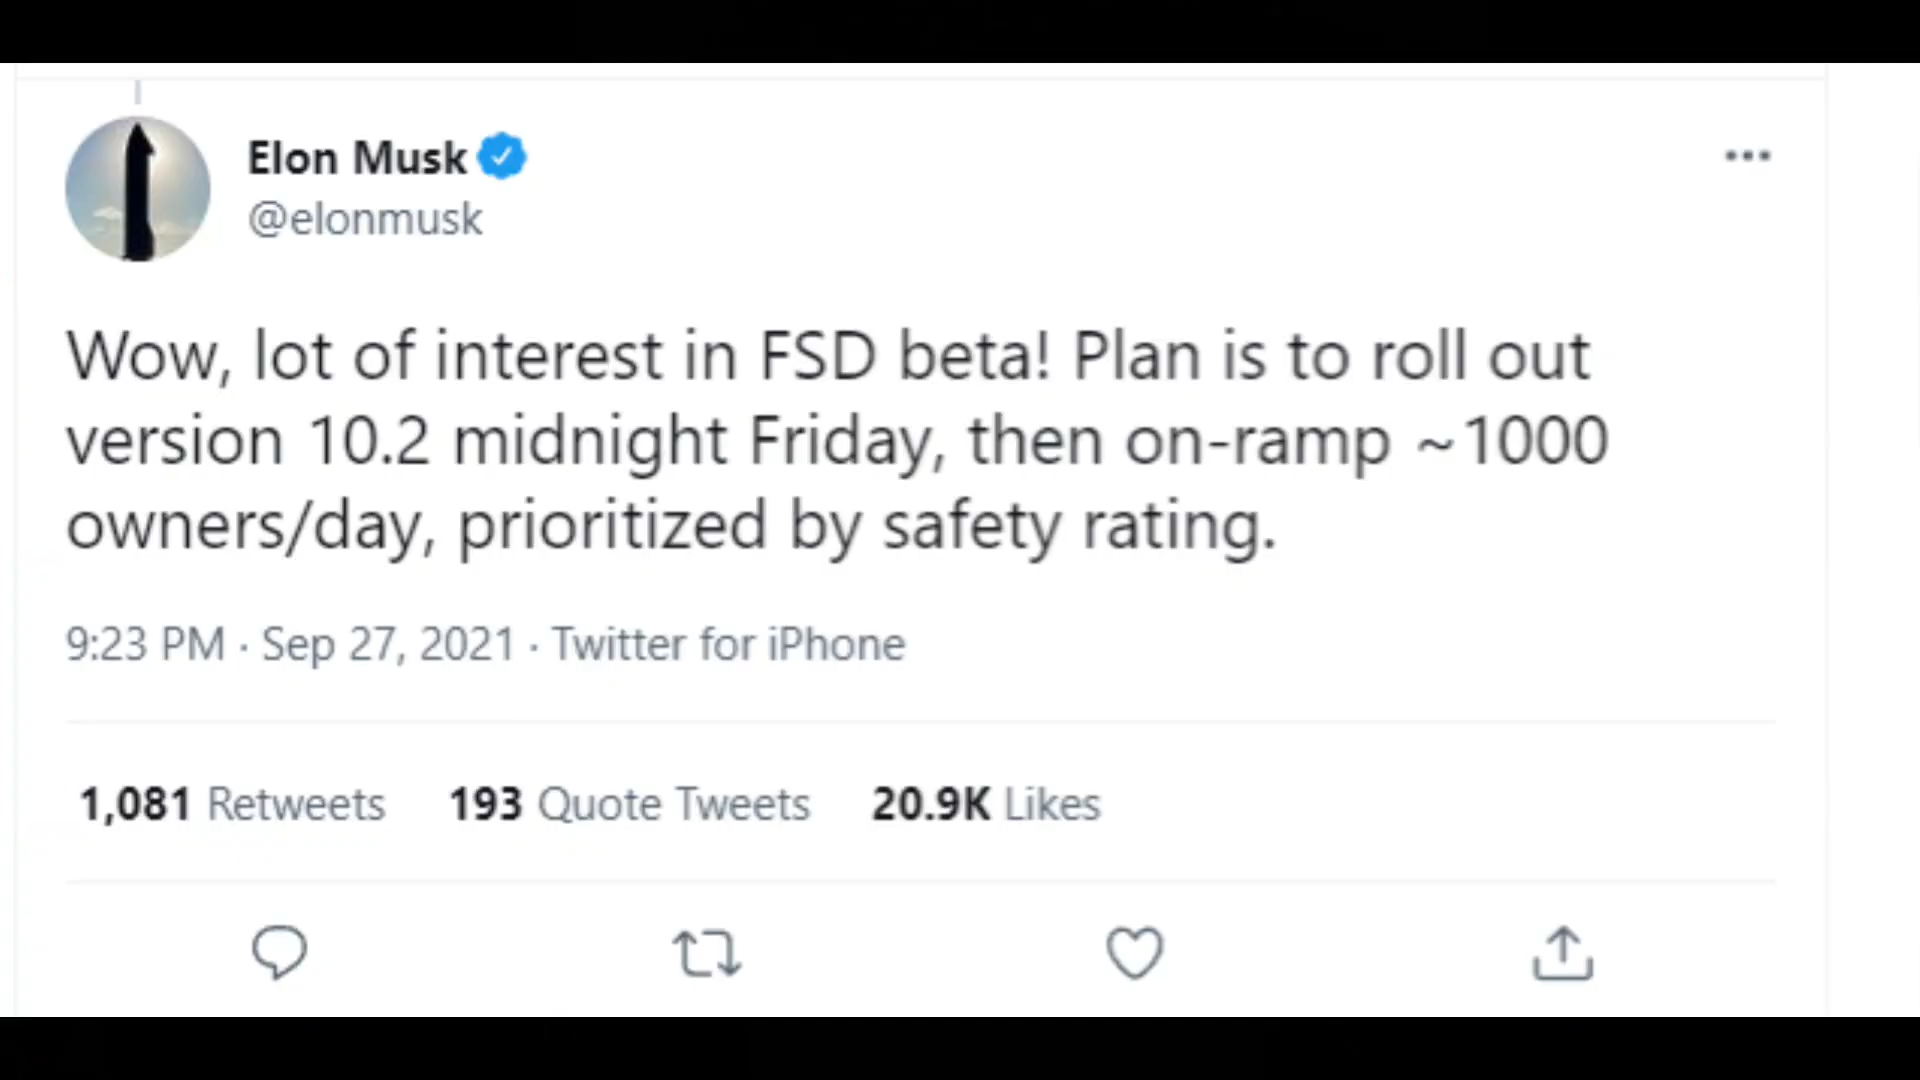 Elon Musk
@elonmusk
Wow, lot of interest in FSD beta! Plan is to roll out
version 10.2 midnight Friday, then on-ramp ~1000
owners/day, prioritized by safety rating.
9:23 PM · Sep 27, 2021 · Twitter for iPhone
1,081 Retweets 193 Quote Tweets 20.9K Likes